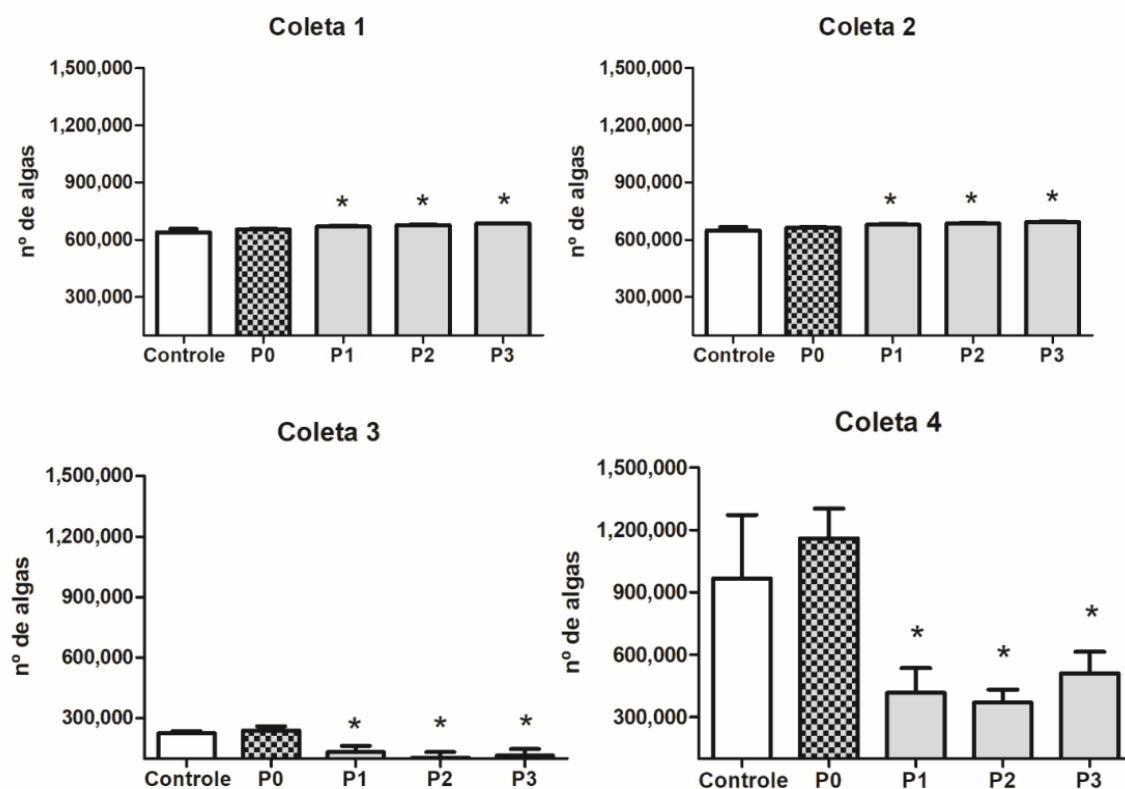 Coleta 1
nº de algas
1,500,000
1,200,000
900,000
600,000
300,000
* * *
Controle P0 P1 P2 P3
Coleta 2
nº de algas
1,500,000
1,200,000
900,000
600,000
300,000
* * *
Controle P0 P1 P2 P3
Coleta 3
nº de algas
1,500,000
1,200,000
900,000
600,000
300,000
* * *
Controle P0 P1 P2 P3
Coleta 4
nº de algas
1,500,000
1,200,000
900,000
600,000
300,000
* * *
Controle P0 P1 P2 P3